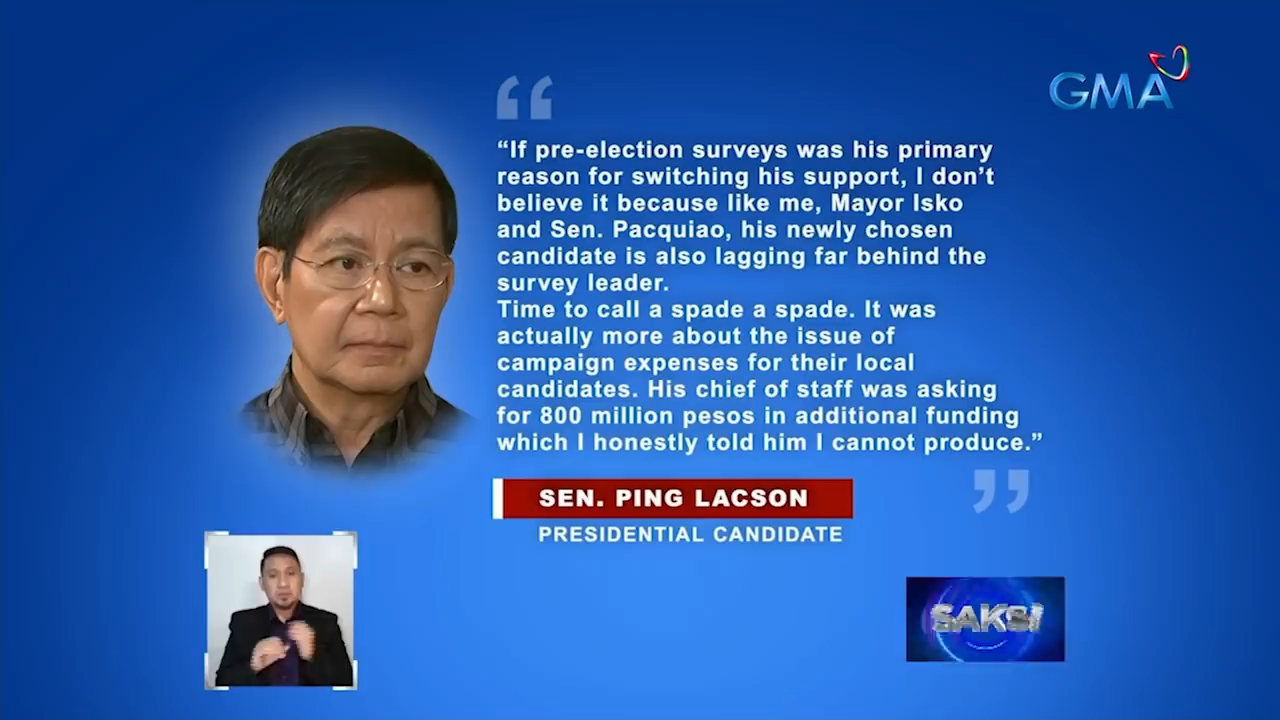 GMA
“If pre-election surveys was his primary
reason for switching his support, I don’t
believe it because like me, Mayor Isko
and Sen. Pacquiao, his newly chosen
candidate is also lagging far behind the
survey leader.
Time to call a spade a spade. It was
actually more about the issue of
campaign expenses for their local
candidates. His chief of staff was asking
for 800 million pesos in additional funding
which I honestly told him I cannot produce.”
SEN. PING LACSON
PRESIDENTIAL CANDIDATE
SAKSI